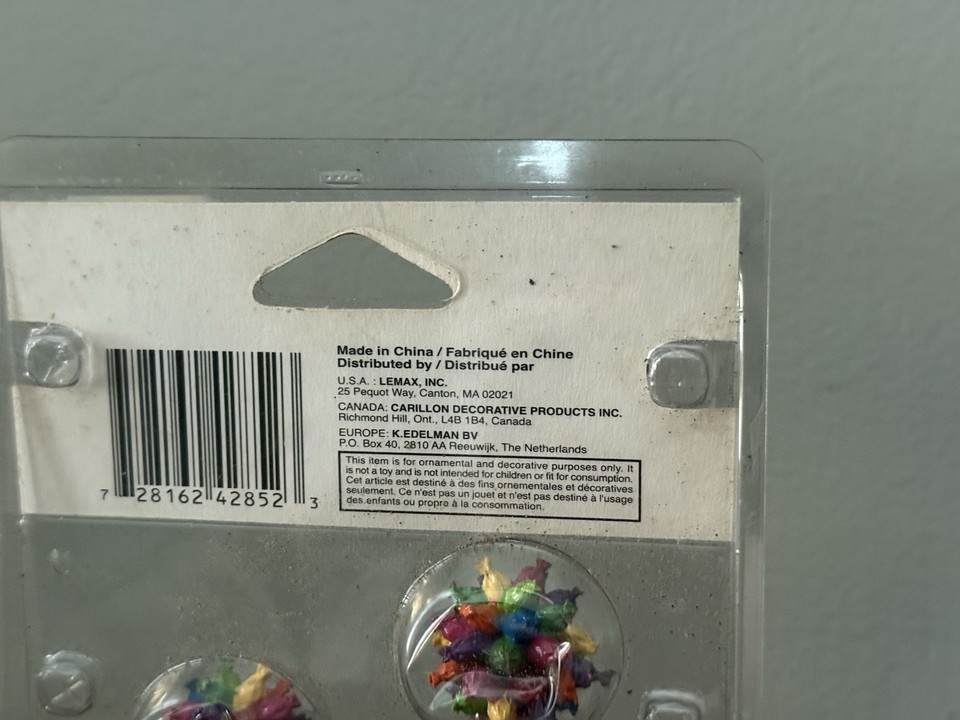 Made in China / Fabriqué en Chine
Distributed by / Distribué par
U.S.A. : LEMAX, INC.
25 Pequot Way, Canton, MA 02021
CANADA: CARILLON DECORATIVE PRODUCTS INC.
Richmond Hill, Ont., L4B 1B4, Canada
EUROPE: K.EDELMAN BV
P.O. Box 40, 2810 AA Reeuwijk, The Netherlands
This item is for ornamental and decorative purposes only. It
is not a toy and is not intended for children or fit for consumption.
Cet article est destiné à des fins ornementales et décoratives
seulement. Ce n'est pas un jouet et n'est pas destiné à l'usage
des enfants ou propre à la consommation.
7 28162 42852 3